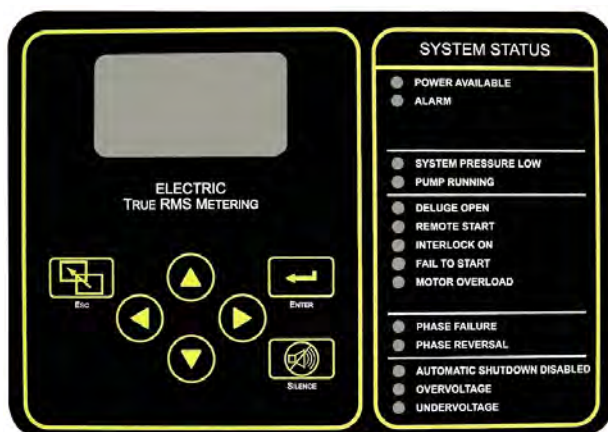 SYSTEM STATUS
POWER AVAILABLE
ALARM
SYSTEM PRESSURE LOW
PUMP RUNNING
DELUGE OPEN
REMOTE START
INTERLOCK ON
FAIL TO START
MOTOR OVERLOAD
PHASE FAILURE
PHASE REVERSAL
AUTOMATIC SHUTDOWN DISABLED
OVERVOLTAGE
UNDERVOLTAGE
ELECTRIC
TRUE RMS METERING
ESC
ENTER
SILENCE